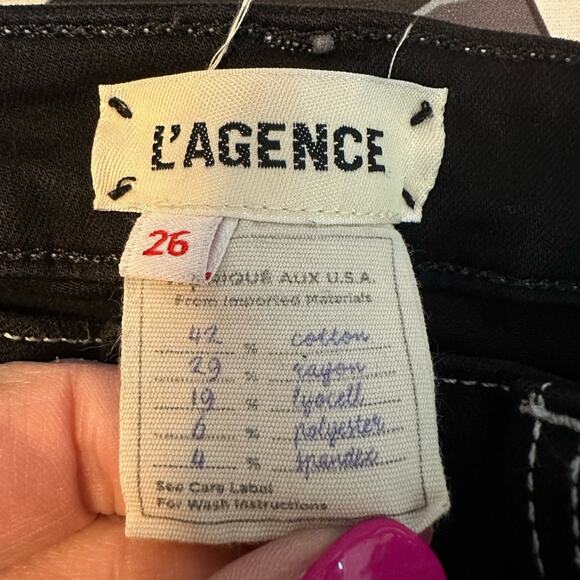 L'AGENCE
26
FABRIQUÉ AUX U.S.A.
From Imported Materials
42 % cotton
29 % rayon
19 % lyocell
6 % polyester
4 % spandex
See Care Label
For Wash Instructions